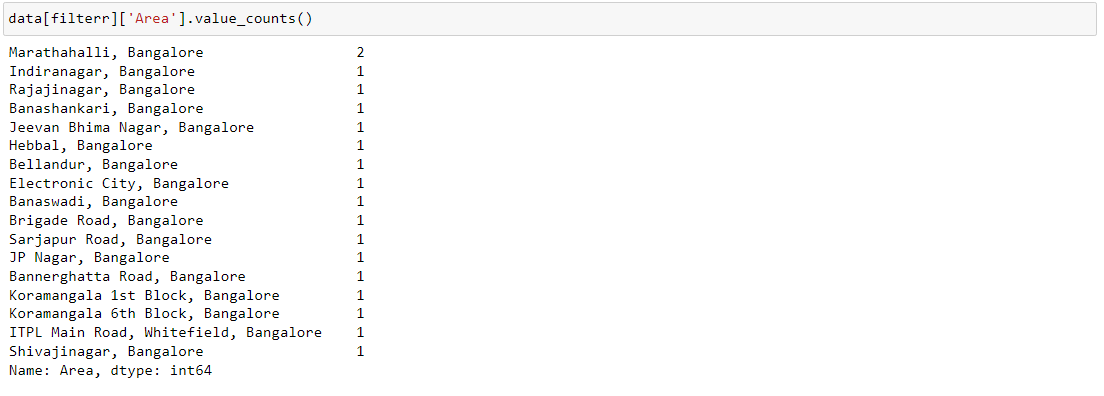 data[filterr]['Area'].value_counts()
Marathahalli, Bangalore 2
Indiranagar, Bangalore 1
Rajajinagar, Bangalore 1
Banashankari, Bangalore 1
Jeevan Bhima Nagar, Bangalore 1
Hebbal, Bangalore 1
Bellandur, Bangalore 1
Electronic City, Bangalore 1
Banaswadi, Bangalore 1
Brigade Road, Bangalore 1
Sarjapur Road, Bangalore 1
JP Nagar, Bangalore 1
Bannerghatta Road, Bangalore 1
Koramangala 1st Block, Bangalore 1
Koramangala 6th Block, Bangalore 1
ITPL Main Road, Whitefield, Bangalore 1
Shivajinagar, Bangalore 1
Name: Area, dtype: int64